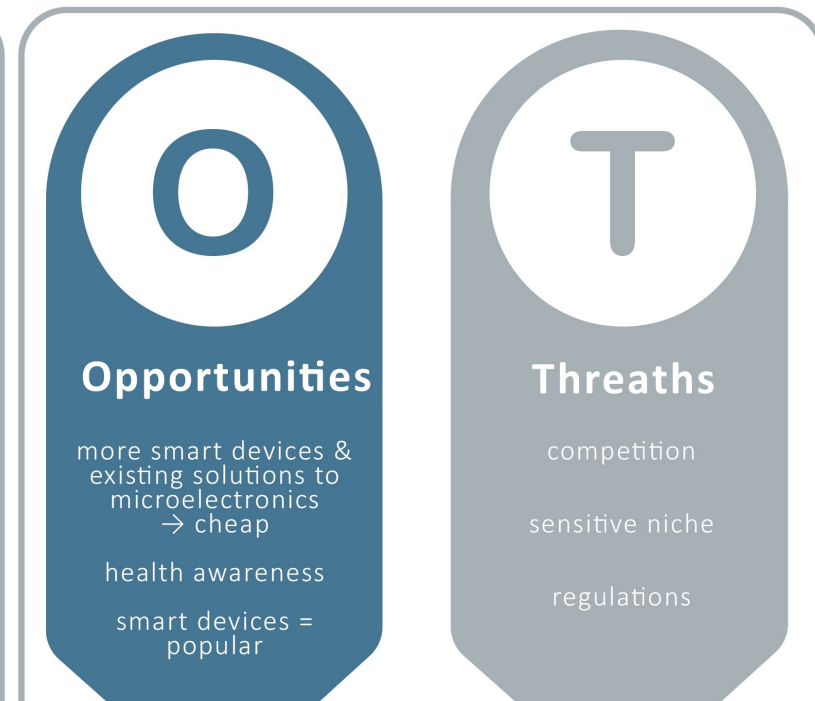 O
Opportunities
more smart devices &
existing solutions to
microelectronics
→ cheap
health awareness
smart devices =
popular
T
Threaths
competition
sensitive niche
regulations